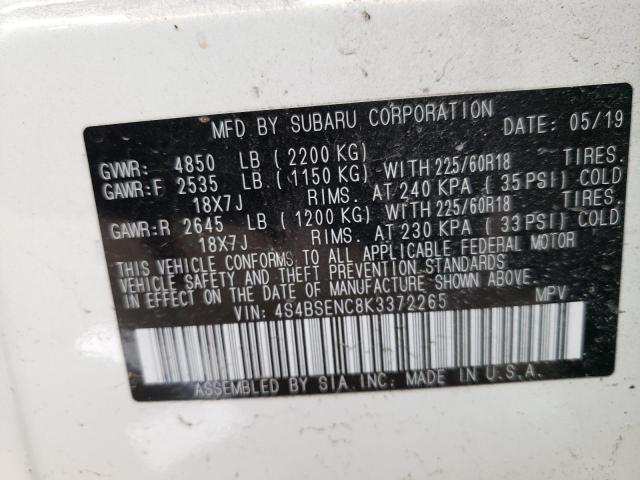 MFD BY SUBARU CORPORATION DATE: 05/19
GVWR: 4850 LB (2200 KG)
GAWR:F 2535 LB (1150 KG) WITH 225/60R18 TIRES.
18X7J RIMS. AT 240 KPA (35 PSI) COLD
GAWR:R 2645 LB (1200 KG) WITH 225/60R18 TIRES.
18X7J RIMS. AT 230 KPA (33 PSI) COLD
THIS VEHICLE CONFORMS TO ALL APPLICABLE FEDERAL MOTOR
VEHICLE SAFETY AND THEFT PREVENTION STANDARDS
IN EFFECT ON THE DATE OF MANUFACTURE SHOWN ABOVE.
VIN: 4S4BSENC8K3372265 MPV
ASSEMBLED BY SIA INC. MADE IN U.S.A.